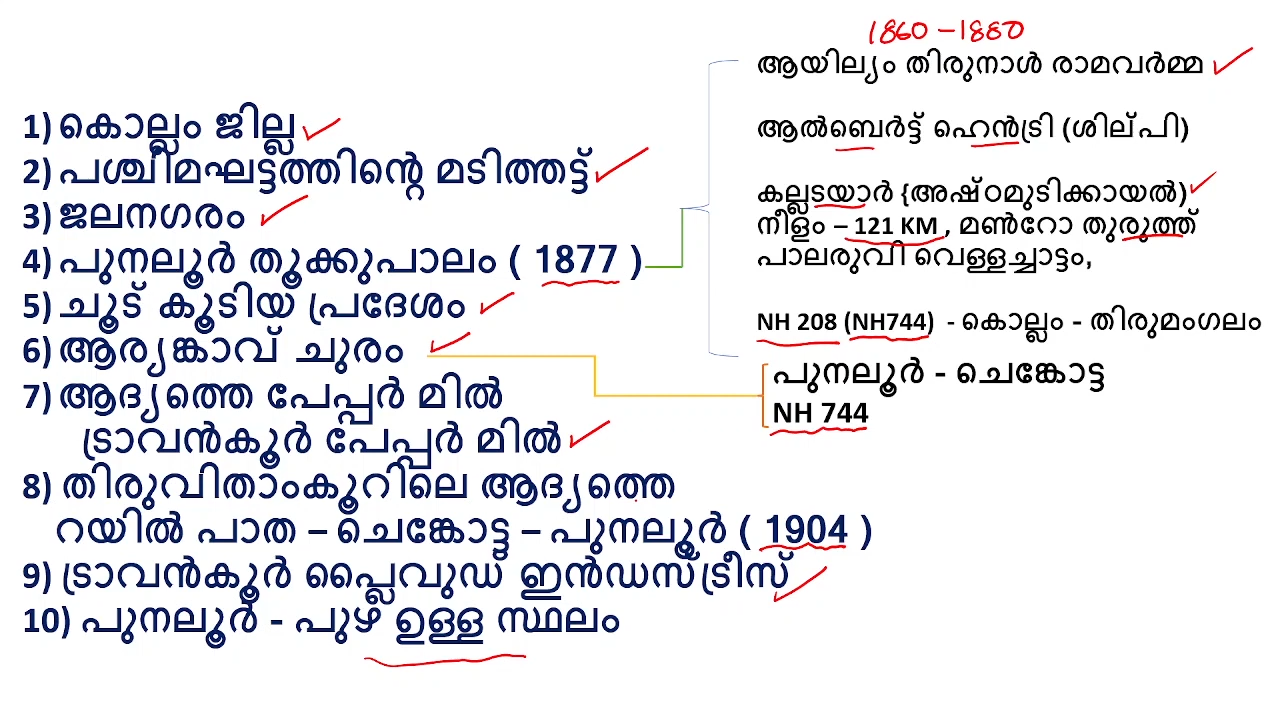 1) കൊല്ലം ജില്ല
2) പശ്ചിമഘട്ടത്തിന്റെ മടിത്തട്ട്
3) ജലനഗരം
4) പുനലൂർ തൂക്കുപാലം ( 1877 )
5) ചൂട് കൂടിയ പ്രദേശം
6) ആര്യങ്കാവ് ചുരം
7) ആദ്യത്തെ പേപ്പർ മിൽ
ട്രാവൻകൂർ പേപ്പർ മിൽ
8) തിരുവിതാംകൂറിലെ ആദ്യത്തെ
റയിൽ പാത – ചെങ്കോട്ട – പുനലൂർ ( 1904 )
9) ട്രാവൻകൂർ പ്ലൈവുഡ് ഇൻഡസ്ട്രീസ്
10) പുനലൂർ - പുഴ ഉള്ള സ്ഥലം
1860 – 1880
ആയില്യം തിരുനാൾ രാമവർമ്മ
ആൽബെർട്ട് ഹെൻട്രി (ശില്പി)
കല്ലടയാർ {അഷ്ഠമുടിക്കായൽ)
നീളം – 121 KM , മൺറോ തുരുത്ത്
പാലരുവി വെള്ളച്ചാട്ടം,
NH 208 (NH744) - കൊല്ലം - തിരുമംഗലം
പുനലൂർ - ചെങ്കോട്ട
NH 744